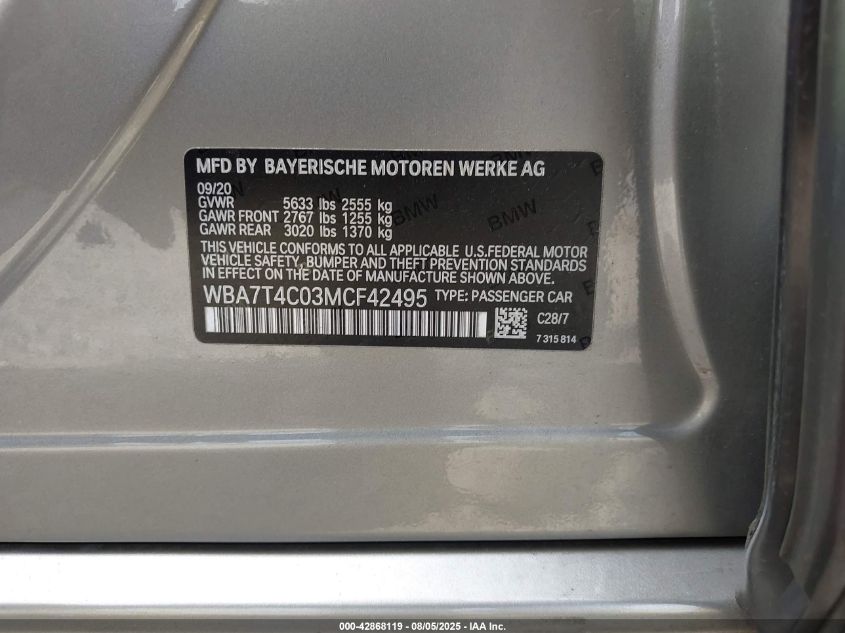 MFD BY BAYERISCHE MOTOREN WERKE AG
09/20
GVWR 5633 lbs 2555 kg
GAWR FRONT 2767 lbs 1255 kg
GAWR REAR 3020 lbs 1370 kg
THIS VEHICLE CONFORMS TO ALL APPLICABLE U.S.FEDERAL MOTOR
VEHICLE SAFETY, BUMPER AND THEFT PREVENTION STANDARDS
IN EFFECT ON THE DATE OF MANUFACTURE SHOWN ABOVE.
WBA7T4C03MCF42495 TYPE: PASSENGER CAR
C28/7
7 315 814
BMW
BMW
000-42868119 - 08/05/2025 - IAA Inc.